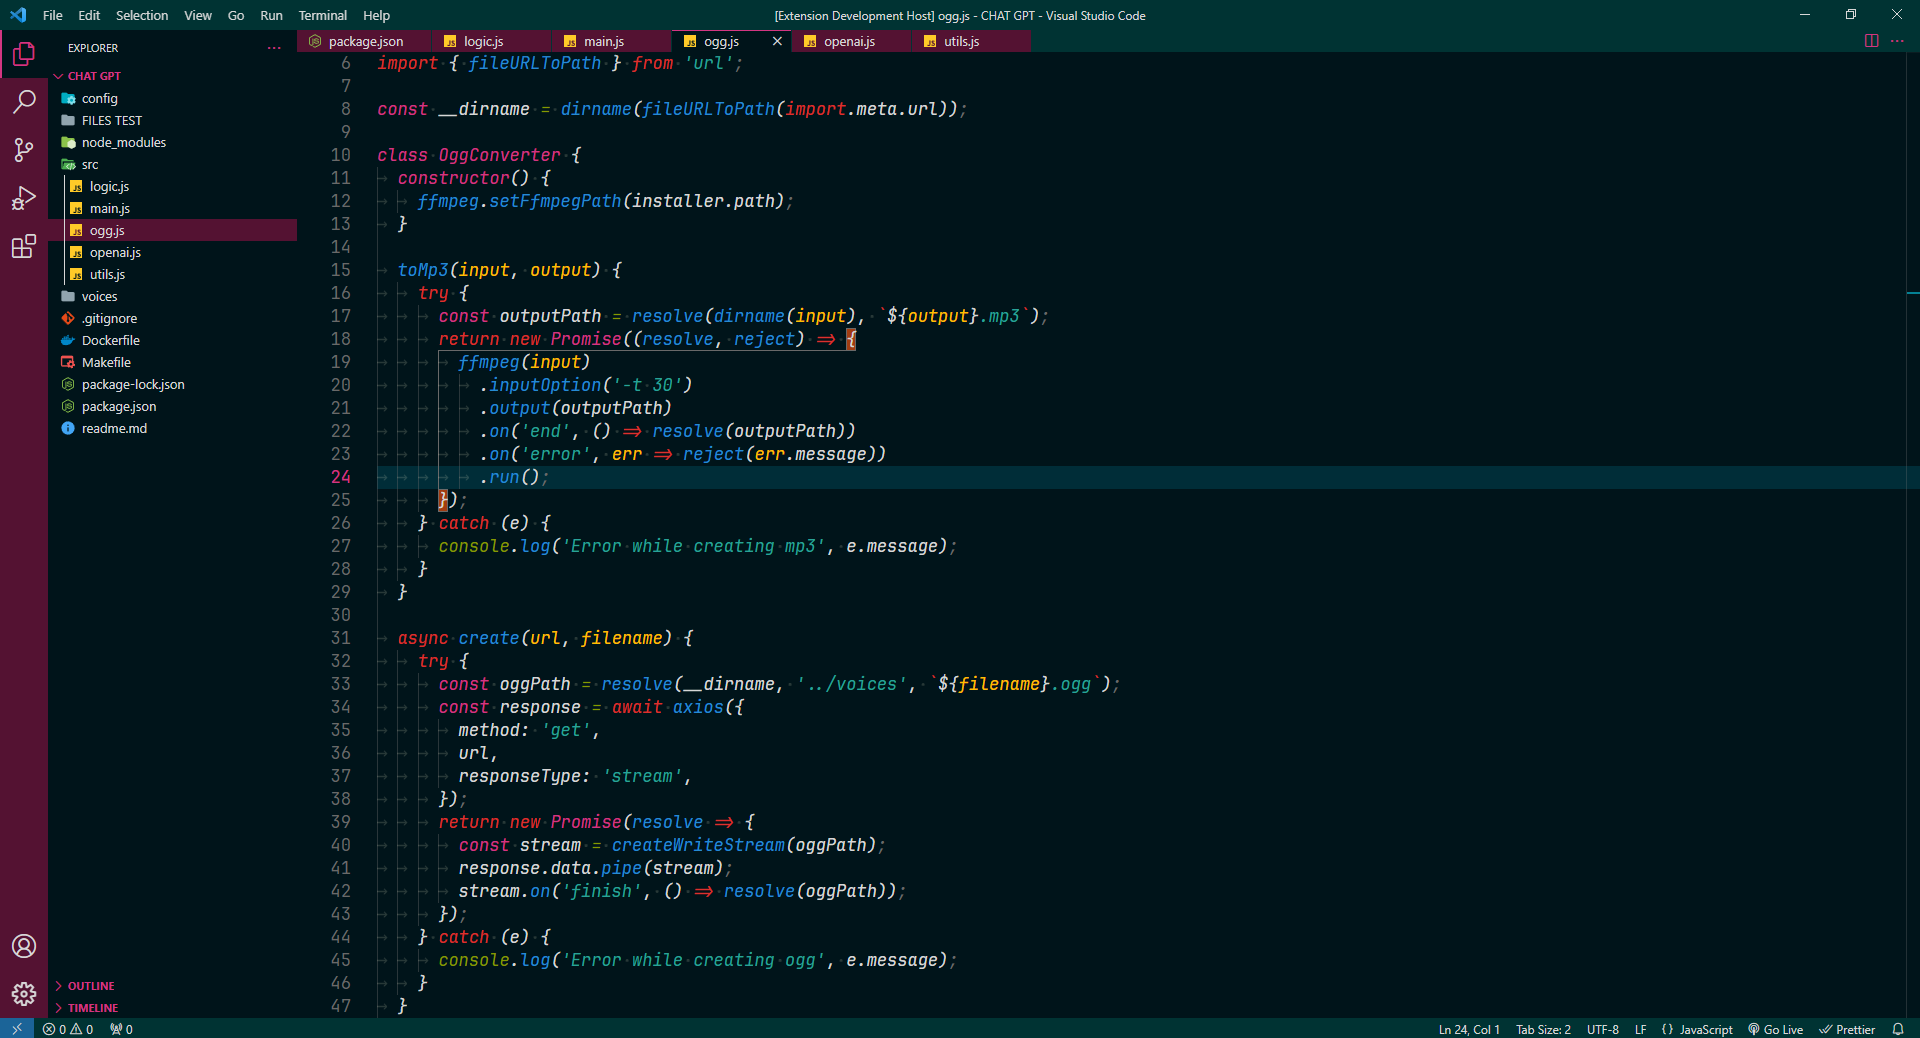 File Edit Selection View Go Run Terminal Help
[Extension Development Host] ogg.js - CHAT GPT - Visual Studio Code
EXPLORER
CHAT GPT
config
FILES TEST
node_modules
src
logic.js
main.js
ogg.js
openai.js
utils.js
voices
.gitignore
Dockerfile
Makefile
package-lock.json
package.json
readme.md
OUTLINE
TIMELINE
package.json logic.js main.js ogg.js openai.js utils.js
6 import { fileURLToPath } from 'url';
7
8 const __dirname = dirname(fileURLToPath(import.meta.url));
9
10 class OggConverter {
11 constructor() {
12 ffmpeg.setFfmpegPath(installer.path);
13 }
14
15 toMp3(input, output) {
16 try {
17 const outputPath = resolve(dirname(input), `${output}.mp3`);
18 return new Promise((resolve, reject) => {
19 ffmpeg(input)
20 .inputOption('-t 30')
21 .output(outputPath)
22 .on('end', () => resolve(outputPath))
23 .on('error', err => reject(err.message))
24 .run();
25 });
26 } catch (e) {
27 console.log('Error while creating mp3', e.message);
28 }
29 }
30
31 async create(url, filename) {
32 try {
33 const oggPath = resolve(__dirname, '../voices', `${filename}.ogg`);
34 const response = await axios({
35 method: 'get',
36 url,
37 responseType: 'stream',
38 });
39 return new Promise(resolve => {
40 const stream = createWriteStream(oggPath);
41 response.data.pipe(stream);
42 stream.on('finish', () => resolve(oggPath));
43 });
44 } catch (e) {
45 console.log('Error while creating ogg', e.message);
46 }
47 }
0 0 0
Ln 24, Col 1 Tab Size: 2 UTF-8 LF {} JavaScript Go Live Prettier